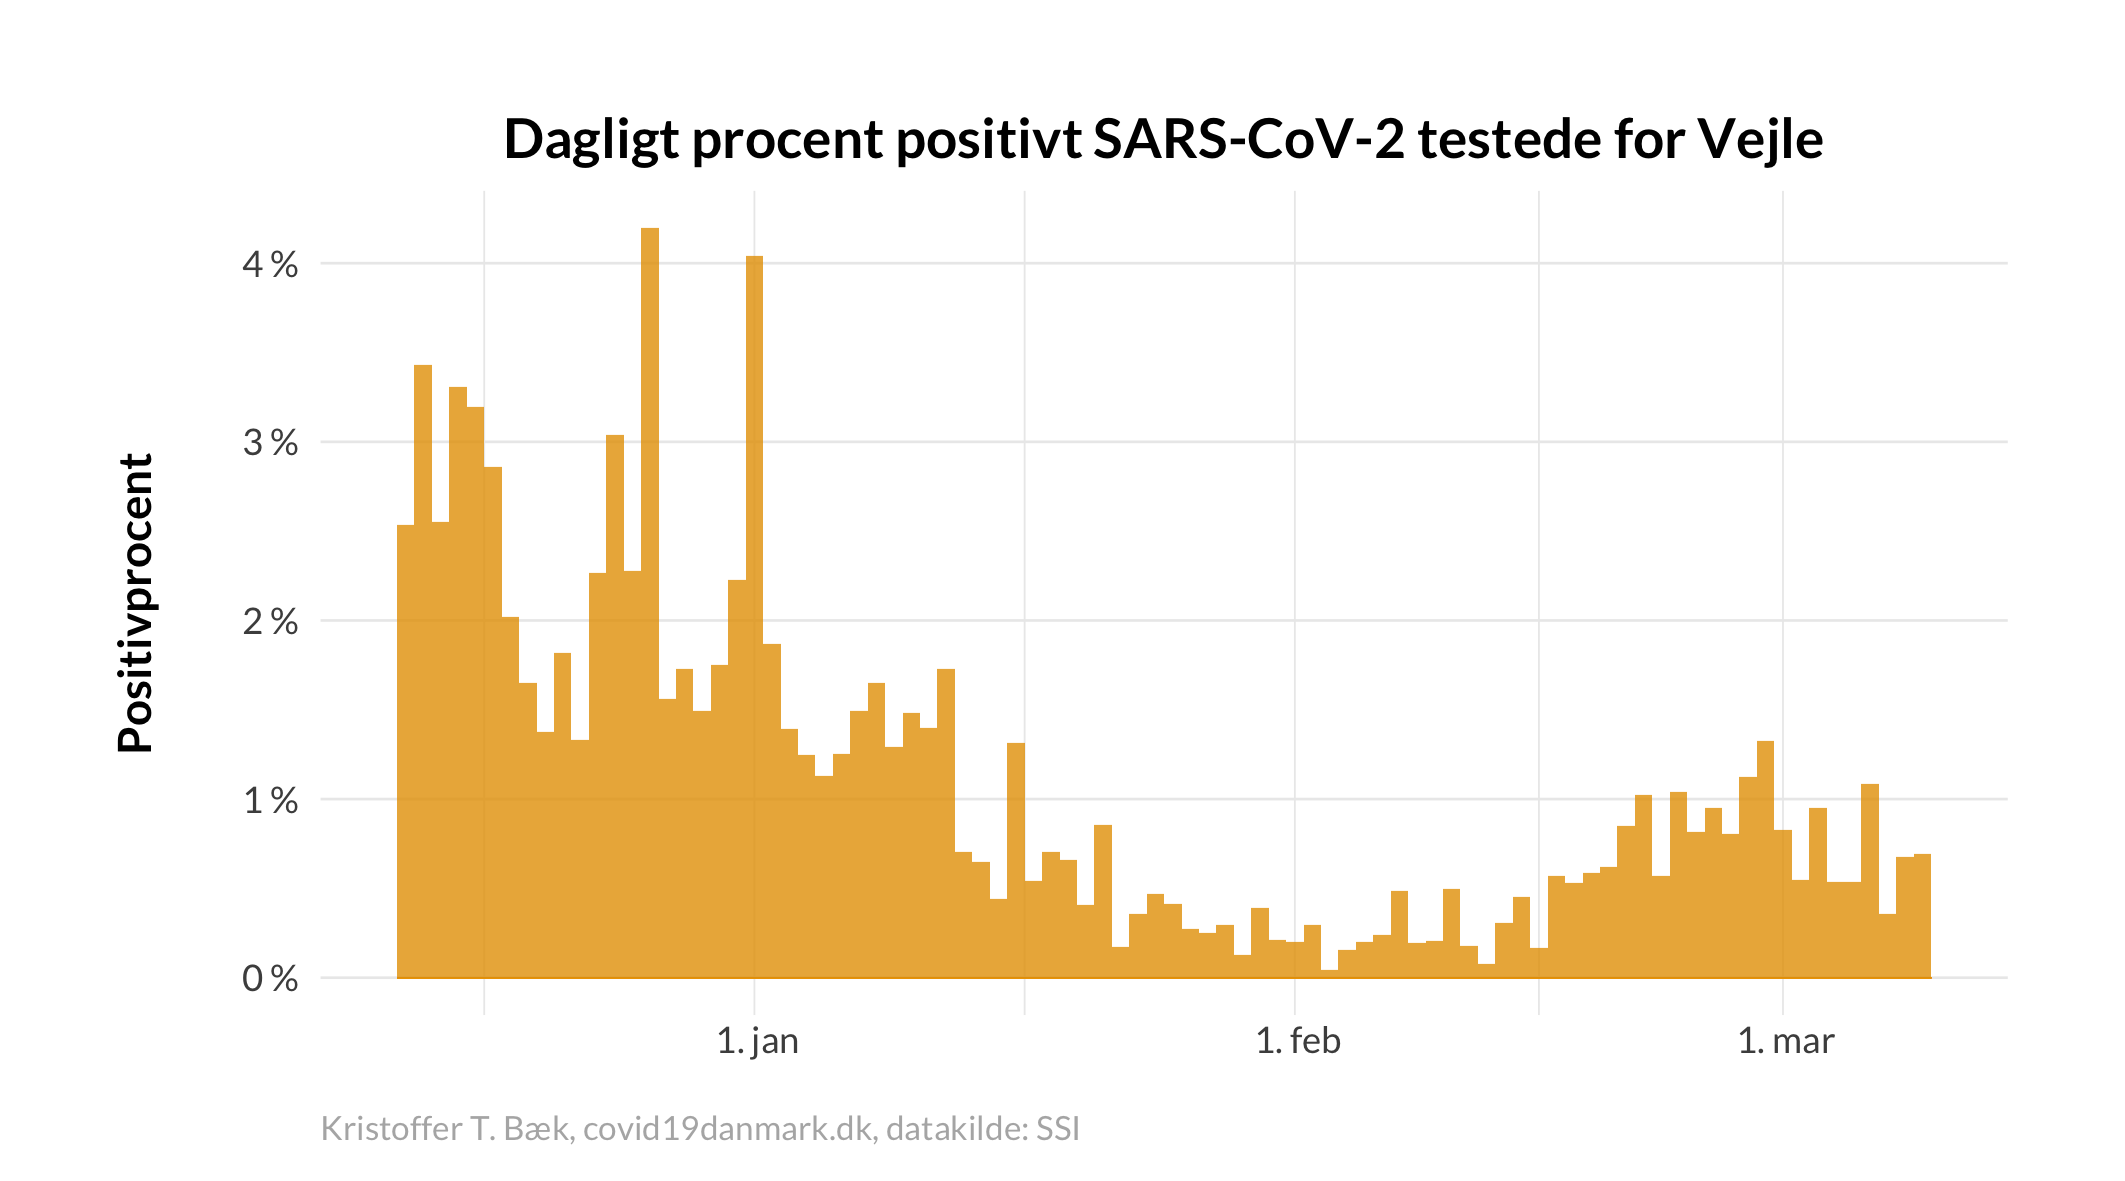 Dagligt procent positivt SARS-CoV-2 testede for Vejle
Positivprocent
4 %
3 %
2 %
1 %
0 %
1. jan
1. feb
1. mar
Kristoffer T. Bæk, covid19danmark.dk, datakilde: SSI